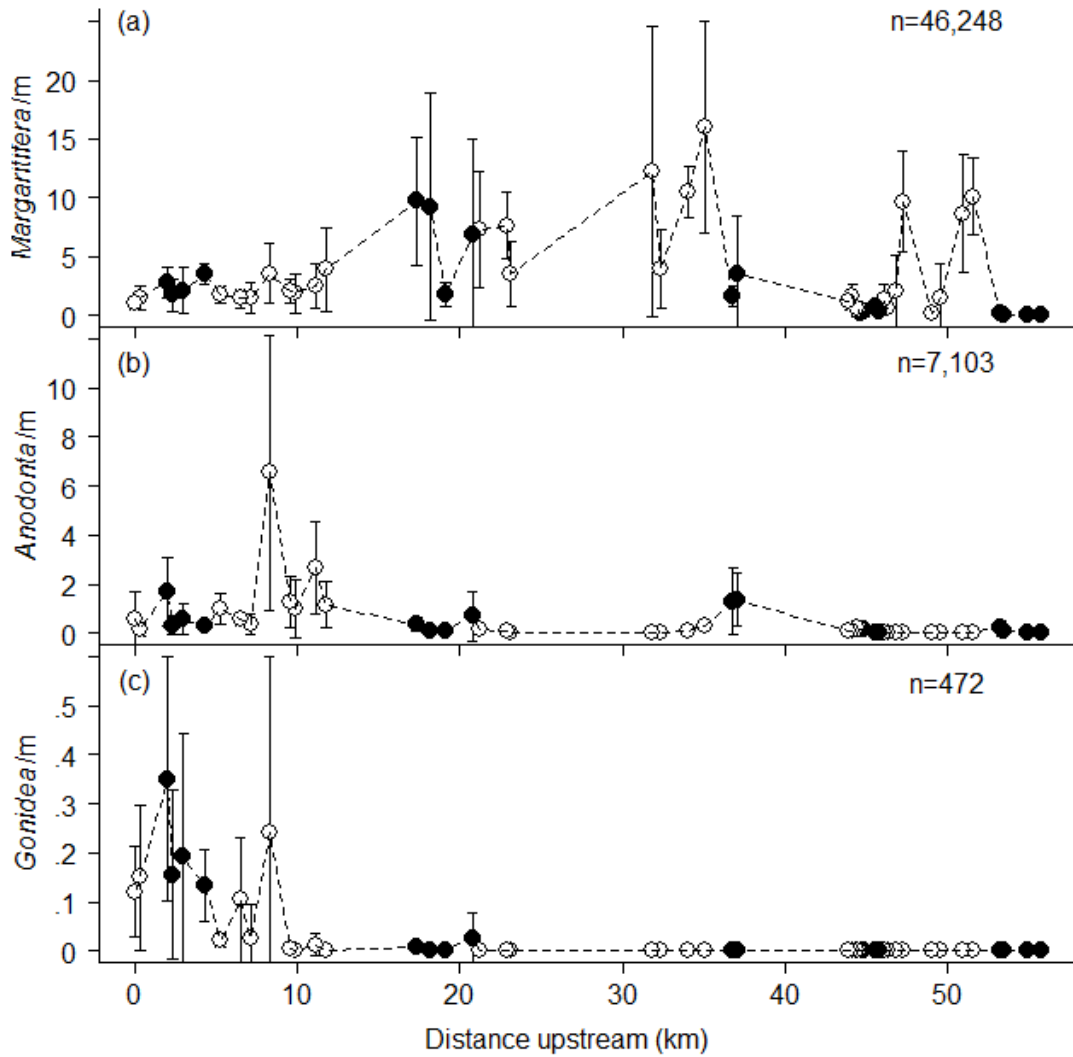 (a)
n=46,248
Margaritifera/m
20
15
10
5
0
(b)
n=7,103
Anodonta/m
10
8
6
4
2
0
(c)
n=472
Gonidea/m
.5
.4
.3
.2
.1
0
0 10 20 30 40 50
Distance upstream (km)